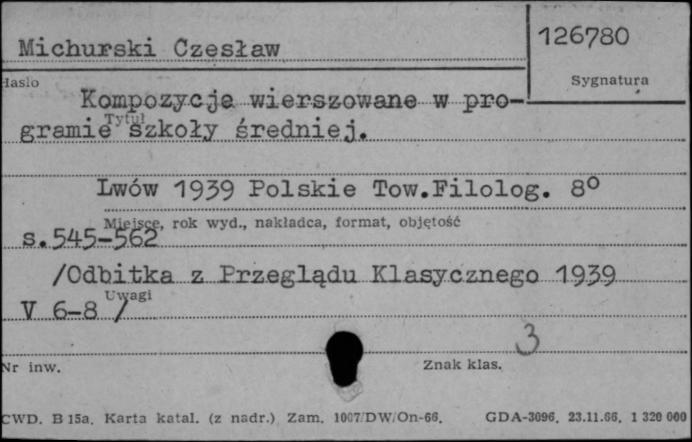 Michurski Czesław
126780
Hasło
Sygnatura
Kompozycje wierszowane w pro-
Tytuł
gramie szkoły średniej.
Lwów 1939 Polskie Tow.Filolog. 8°
Miejsce, rok wyd., nakładca, format, objętość
s.545-562
/Odbitka z Przeglądu Klasycznego 1939
Uwagi
V 6-8 /
3
Nr inw.
Znak klas.
CWD. B 15a. Karta katal. (z nadr.) Zam. 1007/DW/On-66. GDA-3096. 23.11.66. 1 320 000